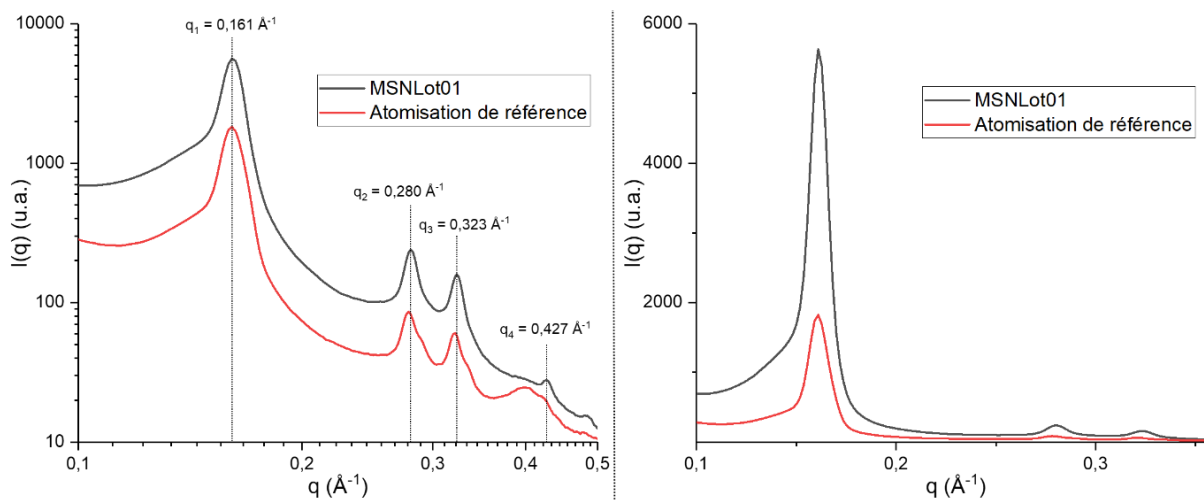 10000
1000
100
10
I(q) (u.a.)
q₁ = 0,161 Å⁻¹
MSNLot01
Atomisation de référence
q₂ = 0,280 Å⁻¹
q₃ = 0,323 Å⁻¹
q₄ = 0,427 Å⁻¹
0,1
0,2
0,3
0,4
0,5
q (Å⁻¹)
6000
4000
2000
I(q) (u.a.)
MSNLot01
Atomisation de référence
0,1
0,2
0,3
q (Å⁻¹)